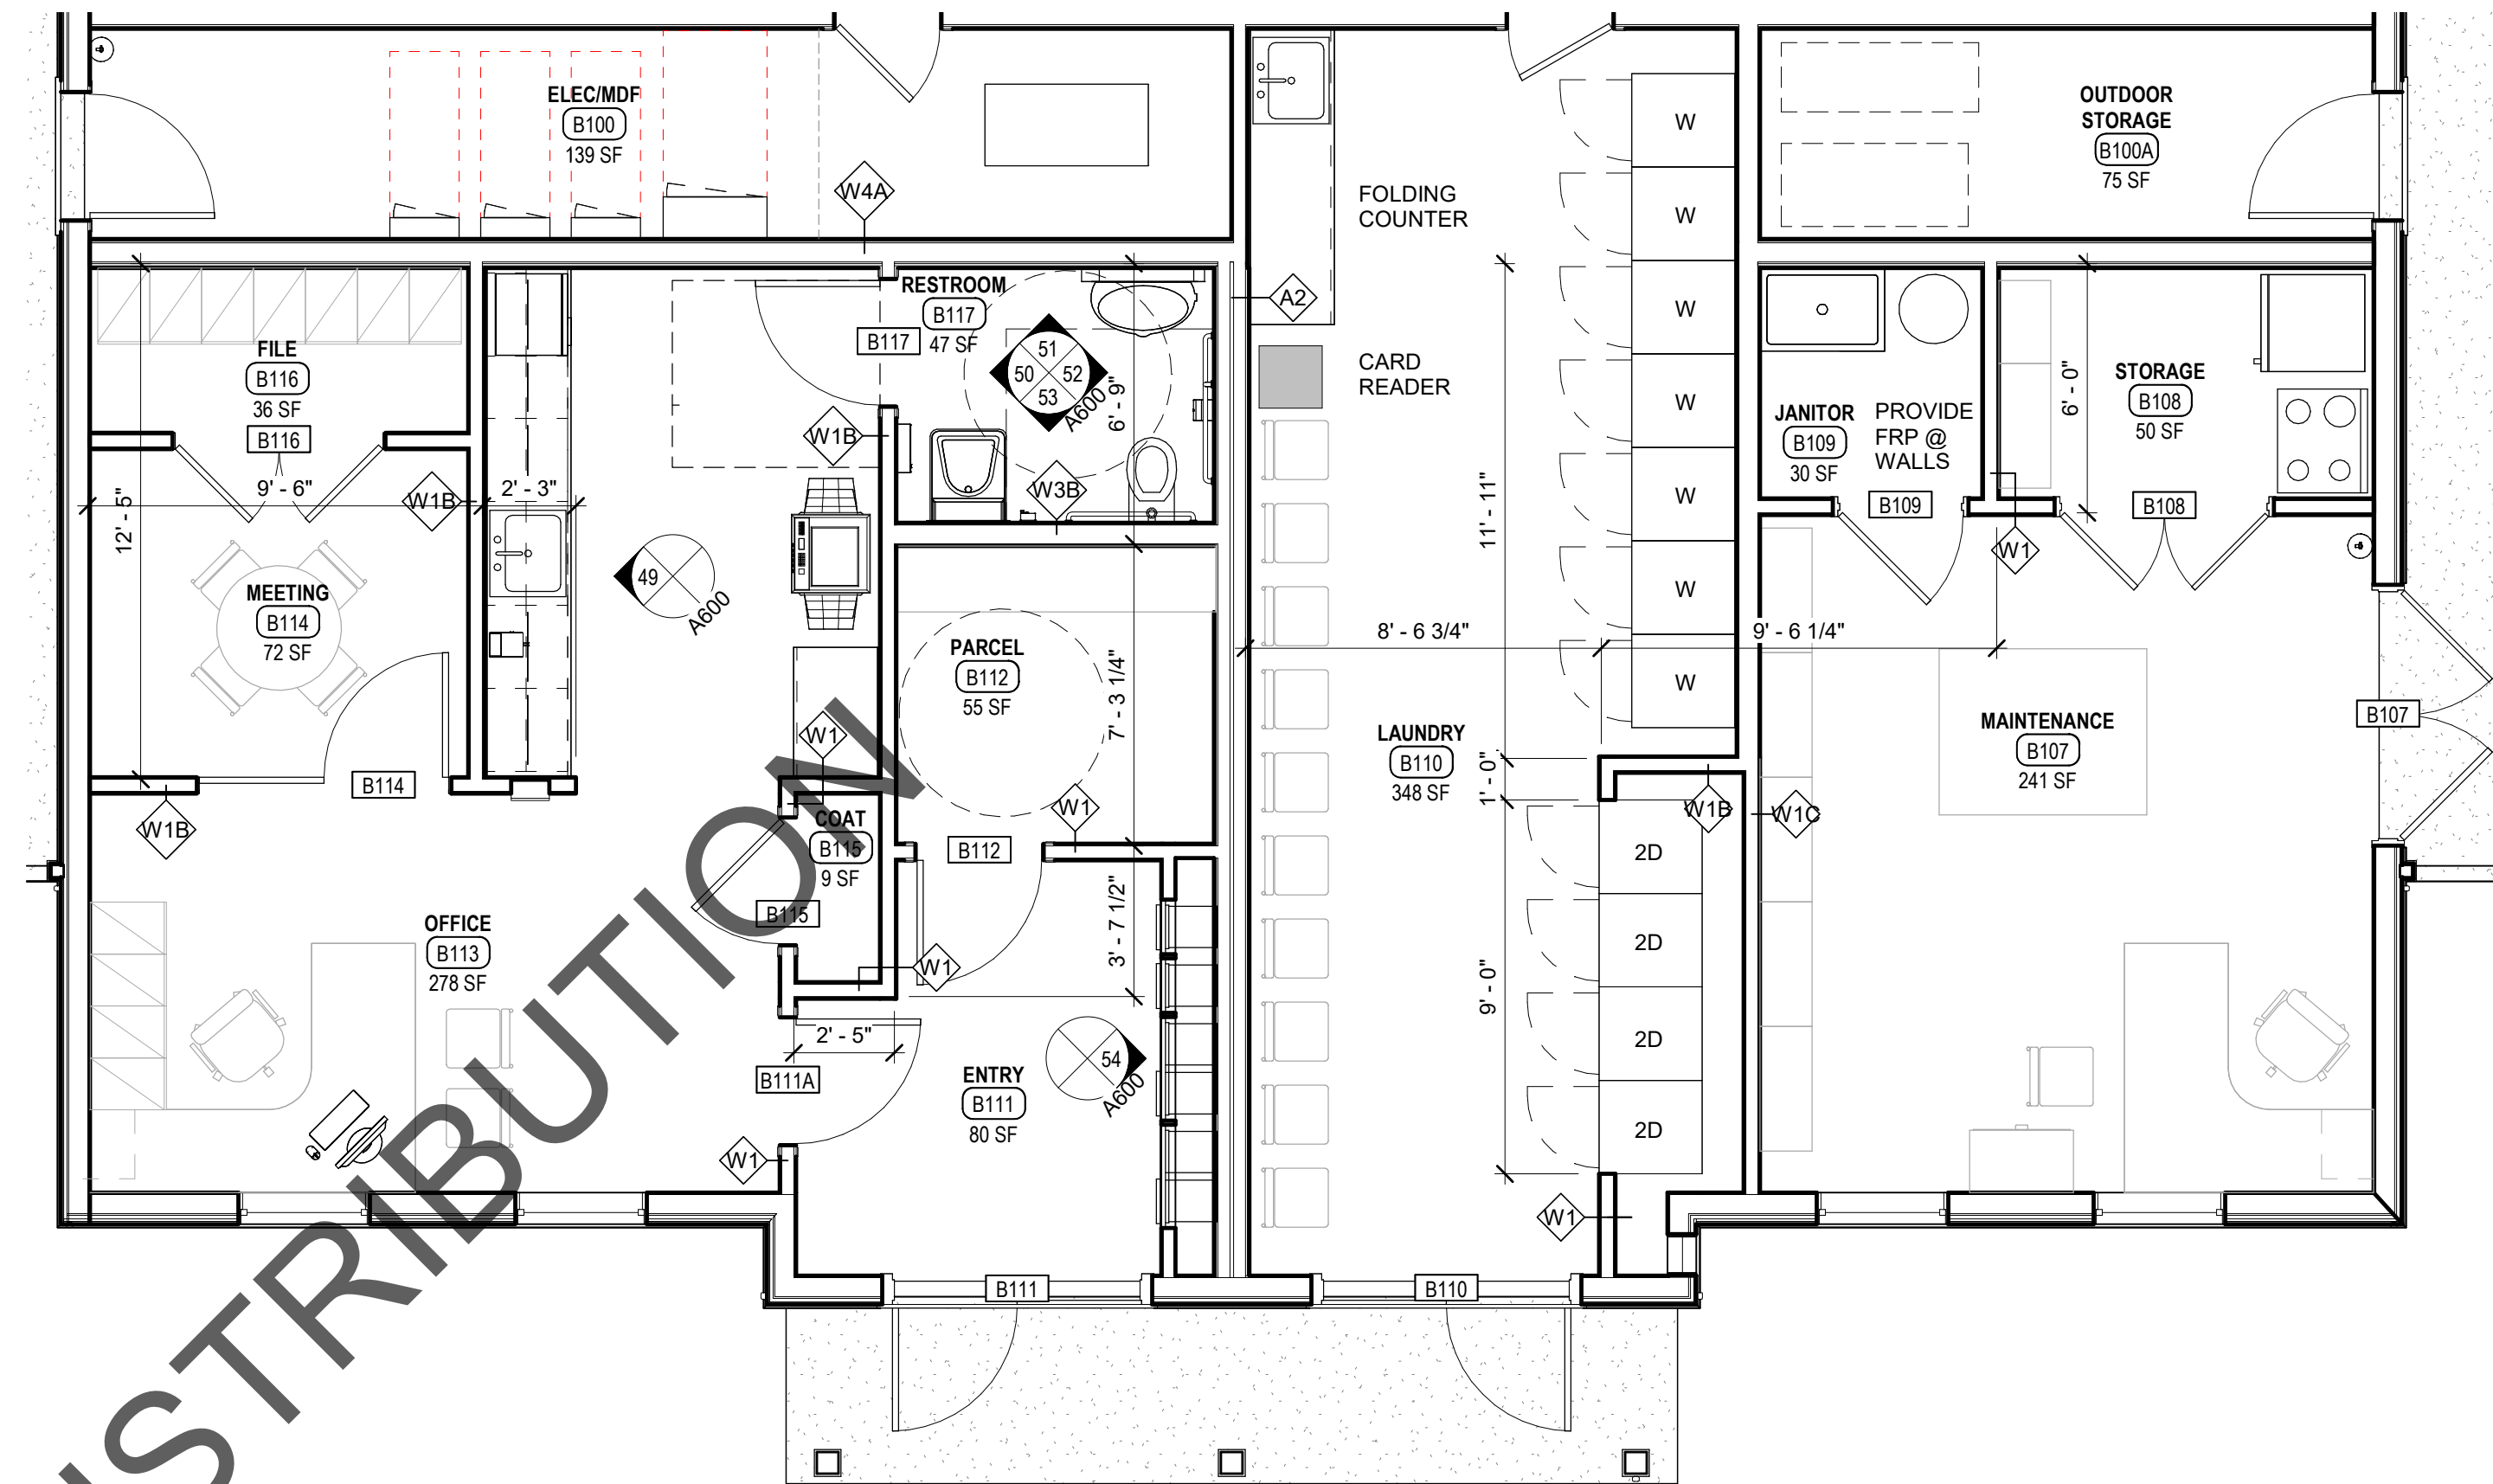 ELEC/MDF
B100
139 SF
W4A
OUTDOOR
STORAGE
B100A
75 SF
FOLDING
COUNTER
CARD
READER
W
W
W
W
W
W
W
A2
RESTROOM
B117
47 SF
B117
51
50
52
53
A600
6' - 9"
W1B
W3B
FILE
B116
36 SF
B116
9' - 6"
12' - 5"
W1B
2' - 3"
49
A600
MEETING
B114
72 SF
B114
W1B
PARCEL
B112
55 SF
7' - 3 1/4"
W1
W1
B112
COAT
B115
9 SF
B115
W1
3' - 7 1/2"
OFFICE
B113
278 SF
2' - 5"
B111A
W1
ENTRY
B111
80 SF
54
A600
B111
11' - 11"
8' - 6 3/4"
LAUNDRY
B110
348 SF
1' - 0"
9' - 0"
2D
2D
2D
2D
W1B
W1C
W1
B110
JANITOR
B109
30 SF
PROVIDE
FRP @
WALLS
B109
STORAGE
B108
50 SF
6' - 0"
B108
W1
9' - 6 1/4"
MAINTENANCE
B107
241 SF
B107
STRIBUTION